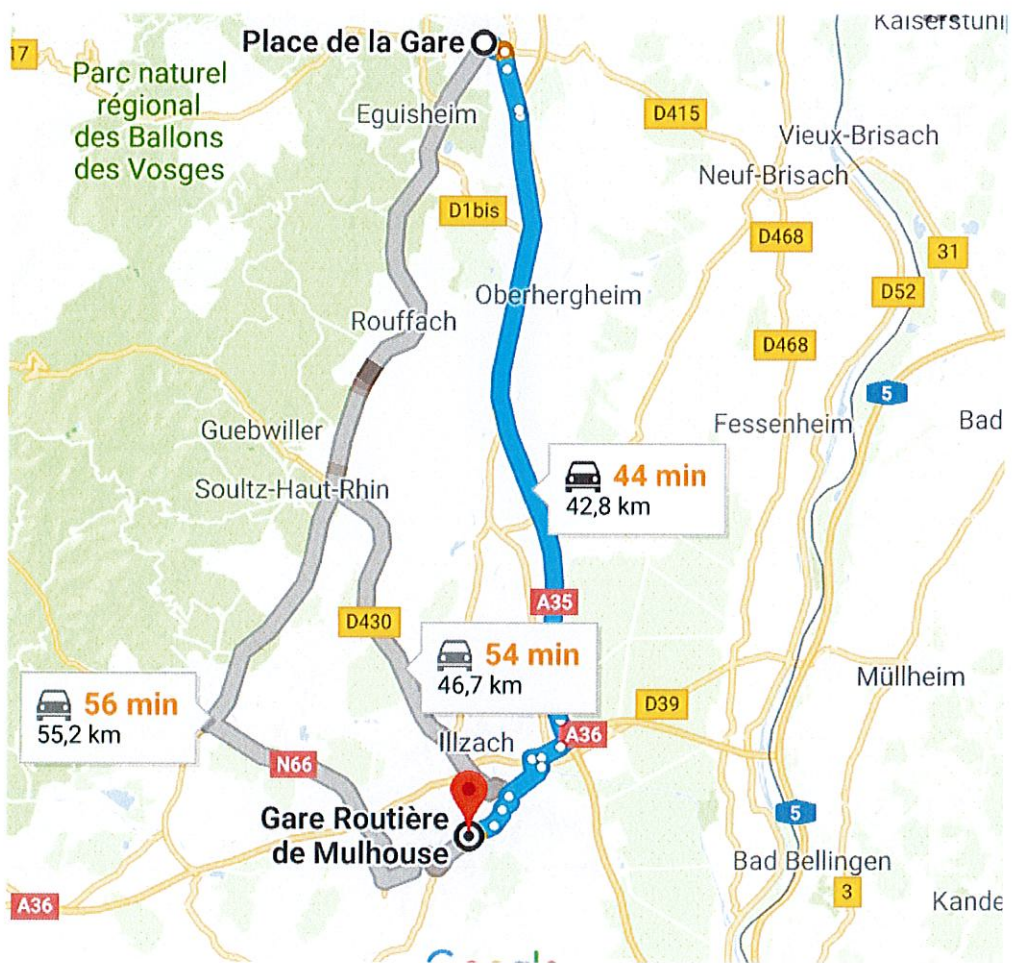 Kaiserstuhl
Place de la Gare
17
Parc naturel
régional
des Ballons
des Vosges
Eguisheim
D415
Vieux-Brisach
Neuf-Brisach
D1bis
D468
31
D52
Oberhergheim
Rouffach
D468
5
Guebwiller
Fessenheim
Bad
44 min
42,8 km
Soultz-Haut-Rhin
A35
D430
54 min
46,7 km
Müllheim
56 min
55,2 km
D39
Illzach
A36
N66
5
Gare Routière
de Mulhouse
Bad Bellingen
3
A36
Kande